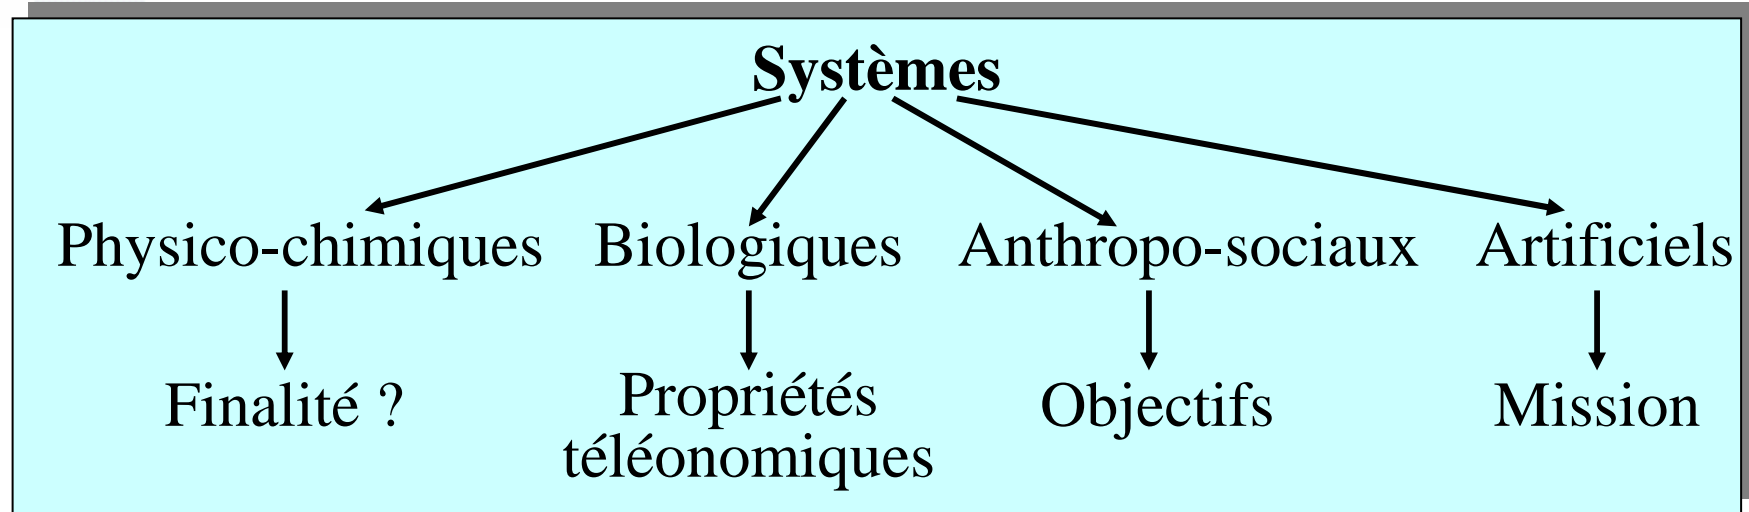 Systèmes
Physico-chimiques Biologiques Anthropo-sociaux Artificiels
Finalité ? Propriétés téléonomiques Objectifs Mission